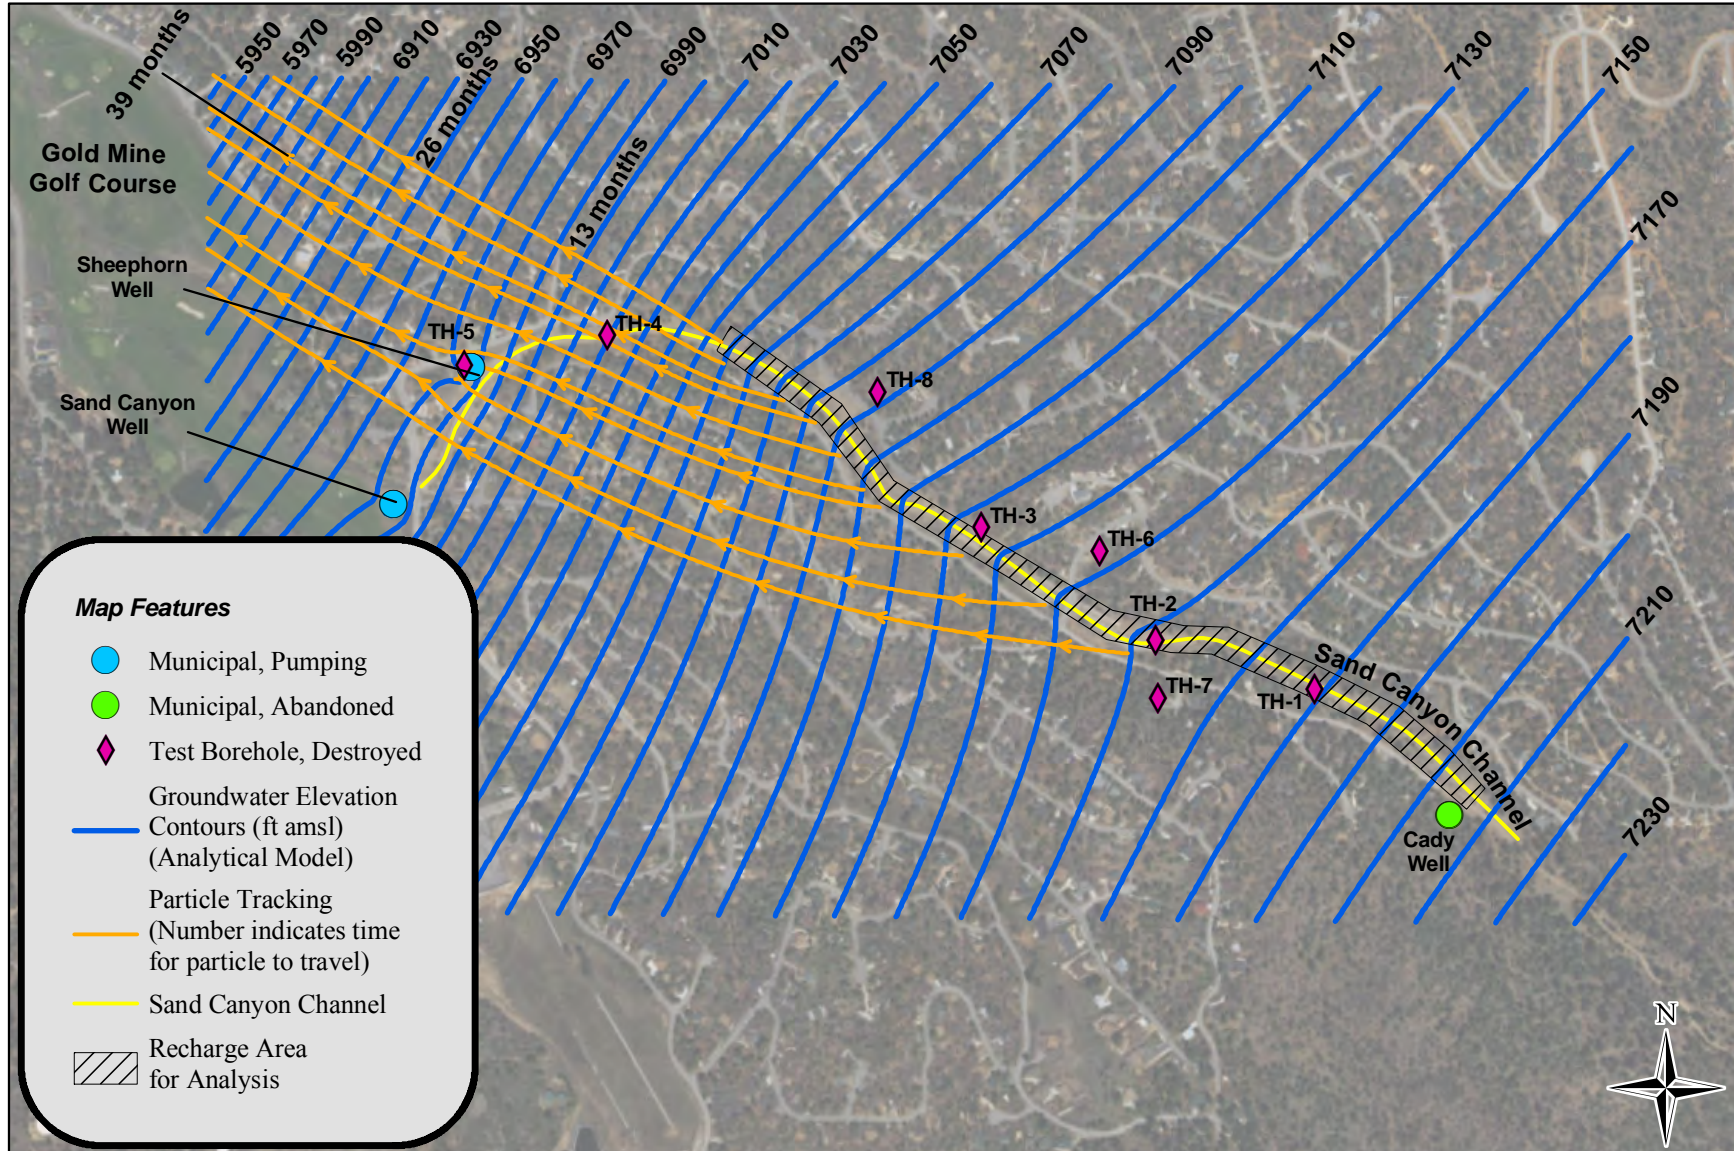 39 months
5950
5970
5990
6910
6930
6950
6970
6990
7010
7030
7050
7070
7090
7110
7130
7150
26 months
13 months
7170
7190
7210
7230
Gold Mine
Golf Course
Sheephorn
Well
Sand Canyon
Well
TH-5
TH-4
TH-8
TH-3
TH-6
TH-2
TH-7
TH-1
Sand Canyon Channel
Cady
Well
Map Features
Municipal, Pumping
Municipal, Abandoned
Test Borehole, Destroyed
Groundwater Elevation
Contours (ft amsl)
(Analytical Model)
Particle Tracking
(Number indicates time
for particle to travel)
Sand Canyon Channel
Recharge Area
for Analysis
N